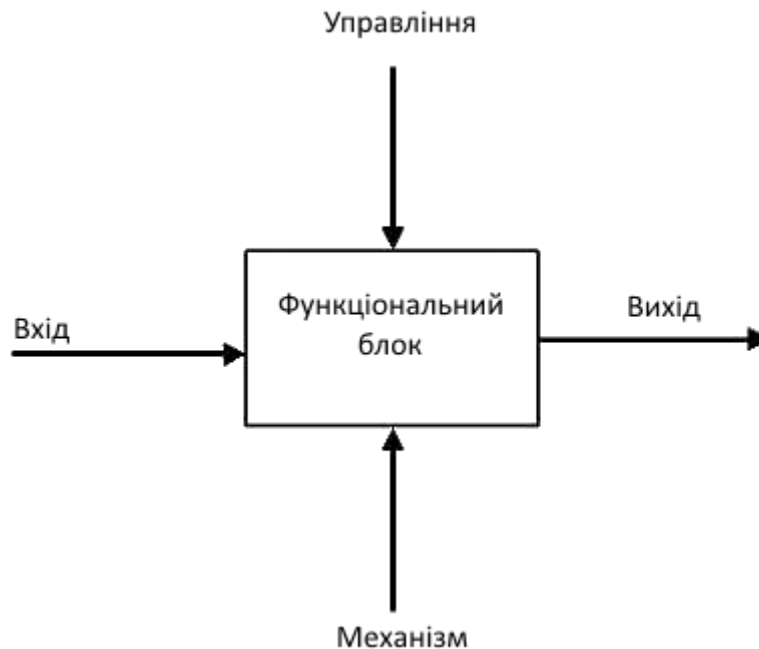 Управління
Функціональний
блок
Вхід
Вихід
Механізм